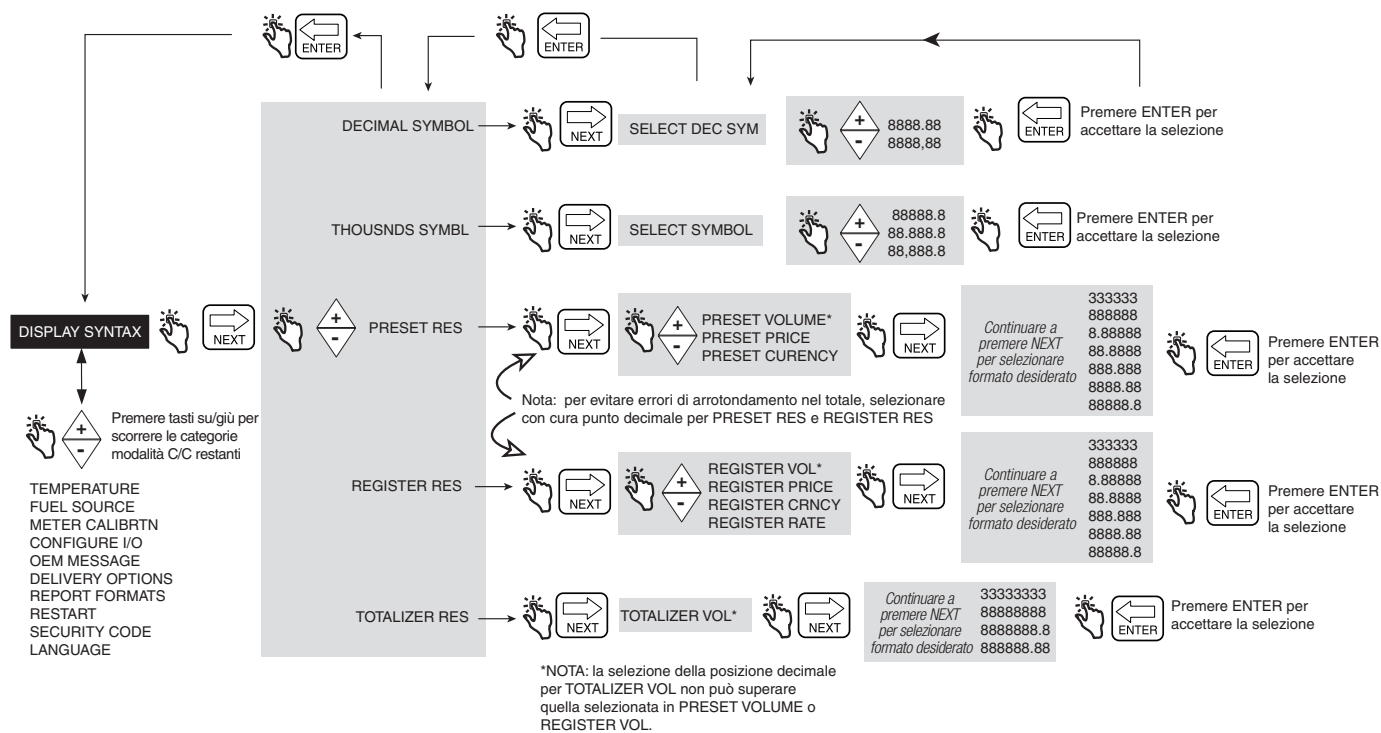 ENTER
ENTER
DECIMAL SYMBOL
NEXT
SELECT DEC SYM
+
-
8888.88
8888,88
ENTER
Premere ENTER per
accettare la selezione
THOUSNDS SYMBL
NEXT
SELECT SYMBOL
+
-
88888.8
88.888.8
88,888.8
ENTER
Premere ENTER per
accettare la selezione
DISPLAY SYNTAX
NEXT
+
-
PRESET RES
NEXT
+
-
PRESET VOLUME*
PRESET PRICE
PRESET CURENCY
NEXT
Continuare a
premere NEXT
per selezionare
formato desiderato
333333
888888
8.88888
88.8888
888.888
8888.88
88888.8
ENTER
Premere ENTER
per accettare
la selezione
Nota: per evitare errori di arrotondamento nel totale, selezionare
con cura punto decimale per PRESET RES e REGISTER RES
+
-
Premere tasti su/giù per
scorrere le categorie
modalità C/C restanti
TEMPERATURE
FUEL SOURCE
METER CALIBRTN
CONFIGURE I/O
OEM MESSAGE
DELIVERY OPTIONS
REPORT FORMATS
RESTART
SECURITY CODE
LANGUAGE
REGISTER RES
NEXT
+
-
REGISTER VOL*
REGISTER PRICE
REGISTER CRNCY
REGISTER RATE
NEXT
Continuare a
premere NEXT
per selezionare
formato desiderato
333333
888888
8.88888
88.8888
888.888
8888.88
88888.8
ENTER
Premere ENTER
per accettare
la selezione
TOTALIZER RES
NEXT
TOTALIZER VOL*
NEXT
Continuare a
premere NEXT
per selezionare
formato desiderato
33333333
88888888
8888888.8
888888.88
ENTER
Premere ENTER per
accettare la selezione
*NOTA: la selezione della posizione decimale
per TOTALIZER VOL non può superare
quella selezionata in PRESET VOLUME o
REGISTER VOL.